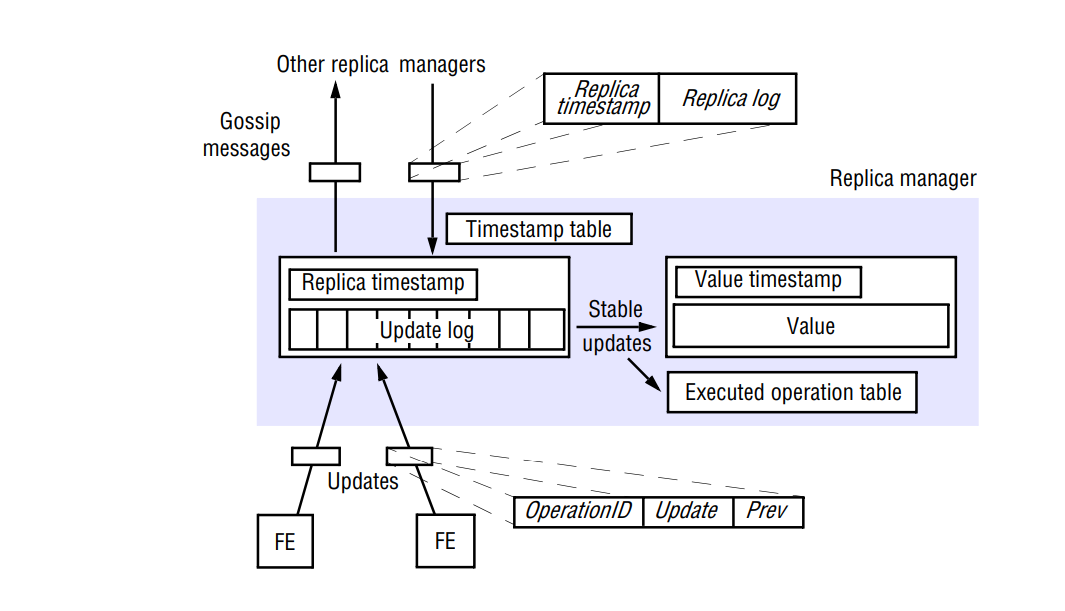 Other replica managers
Replica
timestamp
Replica log
Gossip
messages
Replica manager
Timestamp table
Replica timestamp
Update log
Stable
updates
Value timestamp
Value
Executed operation table
Updates
OperationID
Update
Prev
FE
FE